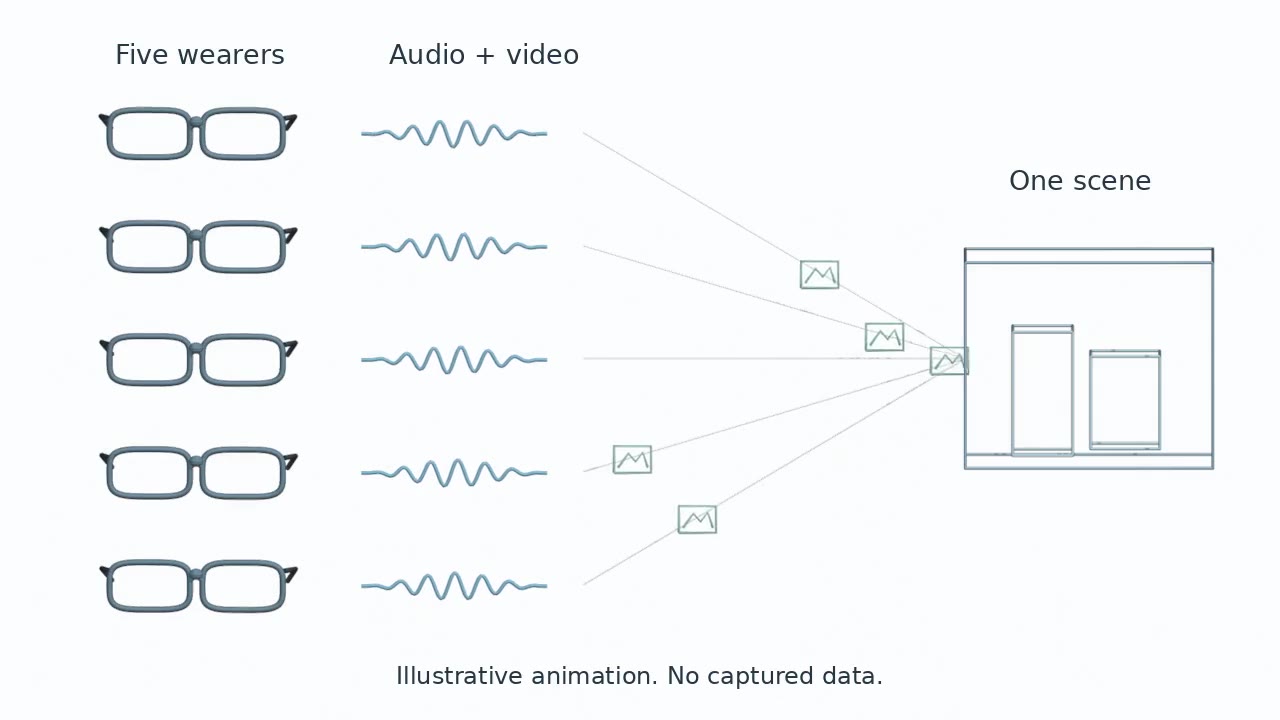 Five wearers
Audio + video
One scene
Illustrative animation. No captured data.